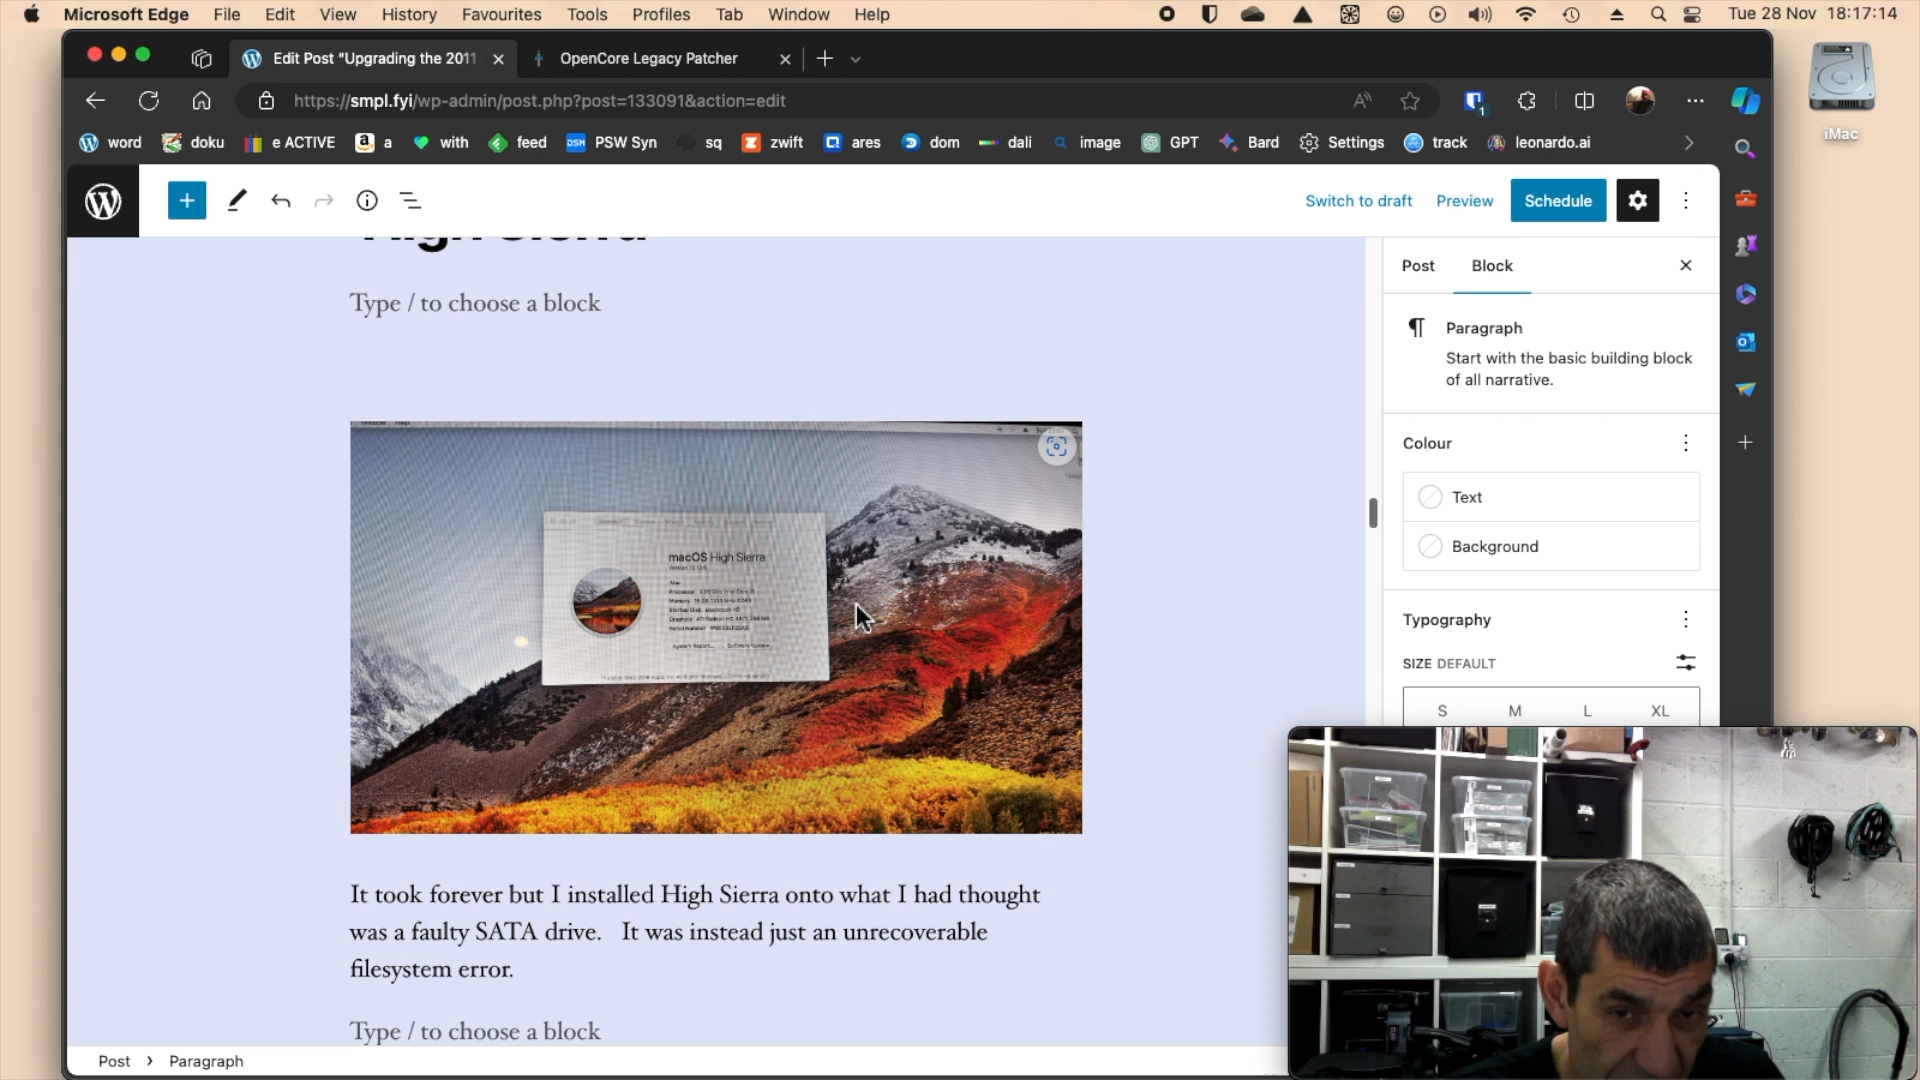 Microsoft Edge File Edit View History Favourites Tools Profiles Tab Window Help Tue 28 Nov 18:17:14
Edit Post "Upgrading the 2011 OpenCore Legacy Patcher
https://smpl.fyi/wp-admin/post.php?post=133091&action=edit
word doku e ACTIVE a with feed PSW Syn sq zwift ares dom dali image GPT Bard Settings track leonardo.ai
iMac
Switch to draft Preview Schedule
High Sierra
Type / to choose a block
Post Block
Paragraph
Start with the basic building block
of all narrative.
Colour
Text
Background
Typography
SIZE DEFAULT
S M L XL
macOS High Sierra
System Report... Software Update...
It took forever but I installed High Sierra onto what I had thought
was a faulty SATA drive. It was instead just an unrecoverable
filesystem error.
Type / to choose a block
Post > Paragraph